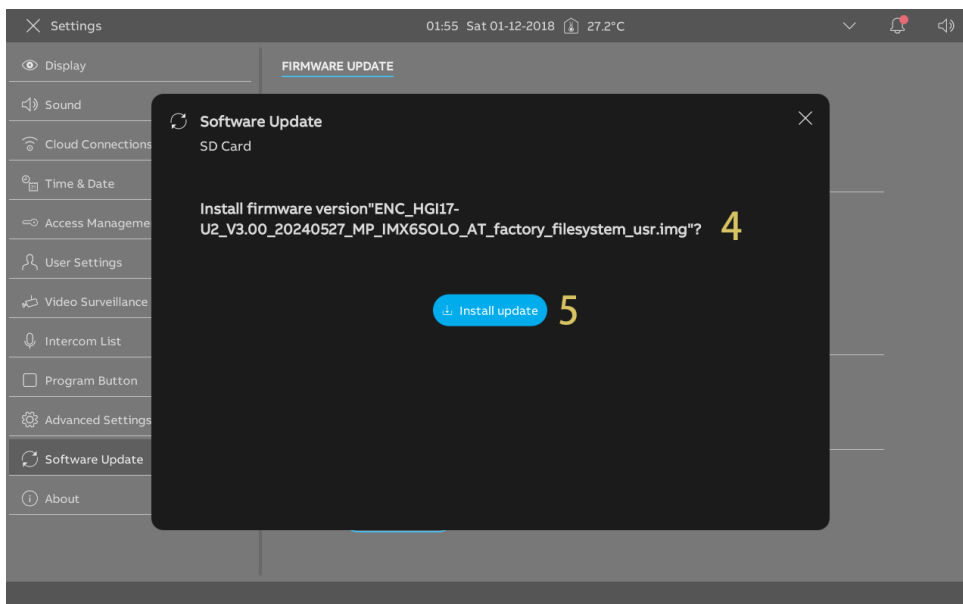 Settings
01:55 Sat 01-12-2018 27.2°C
Display
FIRMWARE UPDATE
Sound
Software Update
SD Card
Cloud Connections
Time & Date
Install firmware version"ENC_HGI17-
U2_V3.00_20240527_MP_IMX6SOLO_AT_factory_filesystem_usr.img"?
4
Access Manageme
User Settings
Video Surveillance
Install update
5
Intercom List
Program Button
Advanced Settings
Software Update
About